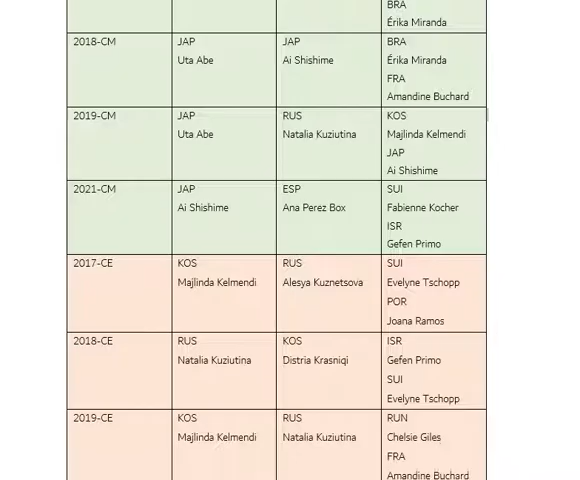 BRA
Érika Miranda
2018-CM JAP JAP BRA
Uta Abe Ai Shishime Érika Miranda
FRA
Amandine Buchard
2019-CM JAP RUS KOS
Uta Abe Natalia Kuziutina Majlinda Kelmendi
JAP
Ai Shishime
2021-CM JAP ESP SUI
Ai Shishime Ana Perez Box Fabienne Kocher
ISR
Gefen Primo
2017-CE KOS RUS SUI
Majlinda Kelmendi Alesya Kuznetsova Evelyne Tschopp
POR
Joana Ramos
2018-CE RUS KOS ISR
Natalia Kuziutina Distria Krasniqi Gefen Primo
SUI
Evelyne Tschopp
2019-CE KOS RUS RUN
Majlinda Kelmendi Natalia Kuziutina Chelsie Giles
FRA
Amandine Buchard